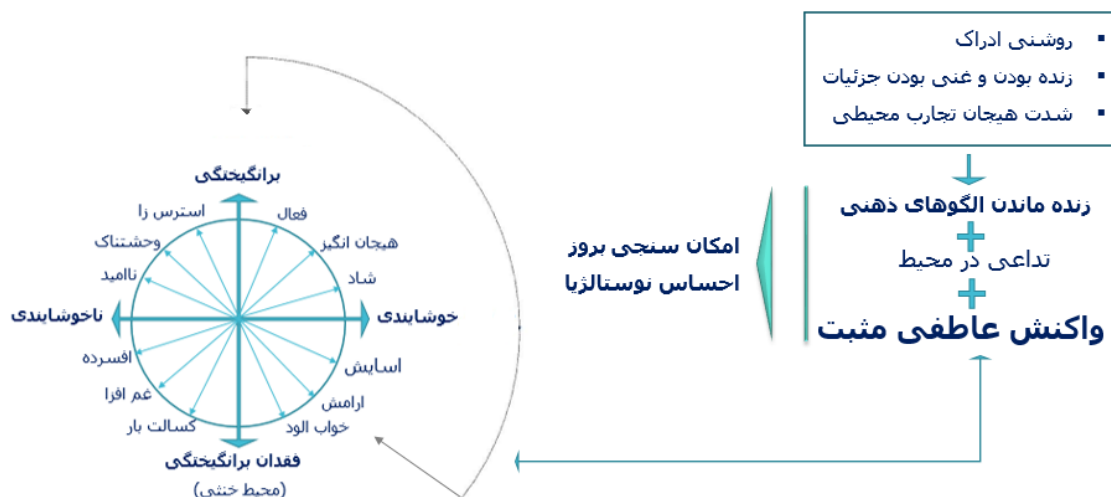 روشنی ادراک
زنده بودن و غنی بودن جزئیات
شدت هیجان تجارب محیطی
زنده ماندن الگوهای ذهنی
+
تداعی در محیط
+
واکنش عاطفی مثبت
امکان سنجی بروز
احساس نوستالژیا
برانگیختگی
فعال
هیجان انگیز
شاد
خوشایندی
اسایش
ارامش
خواب الود
فقدان برانگیختگی
(محیط خنثی)
کسالت بار
غم افزا
افسرده
ناخوشایندی
ناامید
وحشتناک
استرس زا